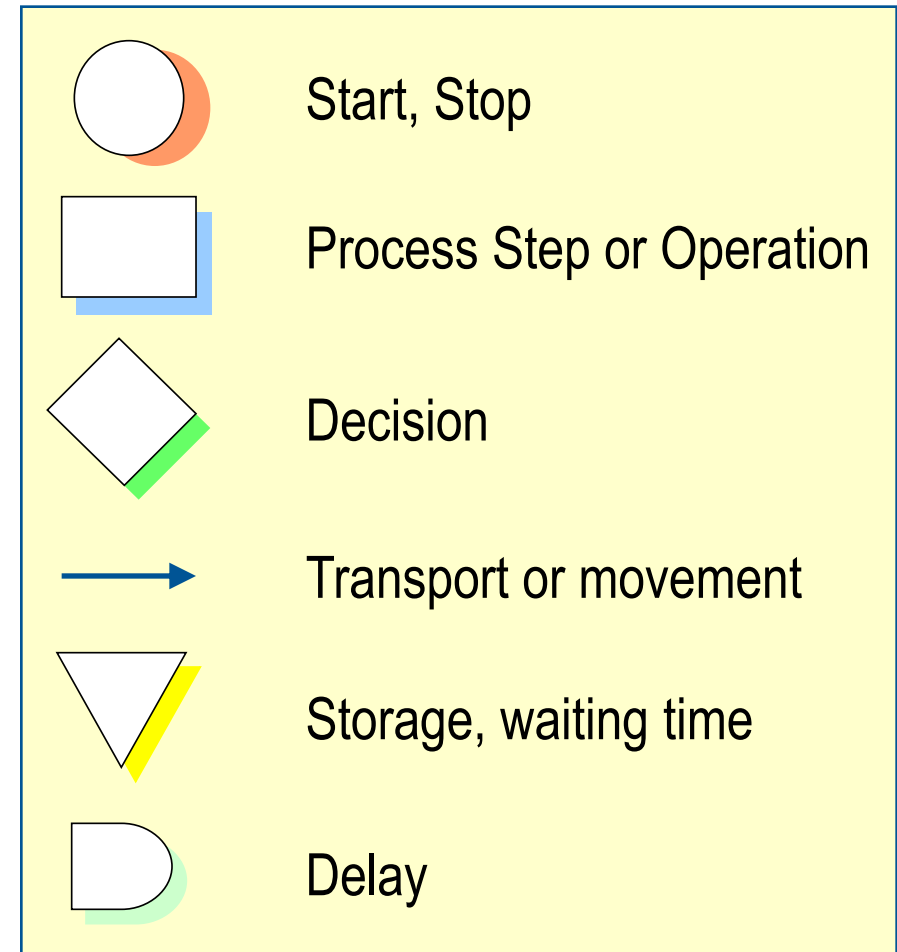 Start, Stop
Process Step or Operation
Decision
Transport or movement
Storage, waiting time
Delay